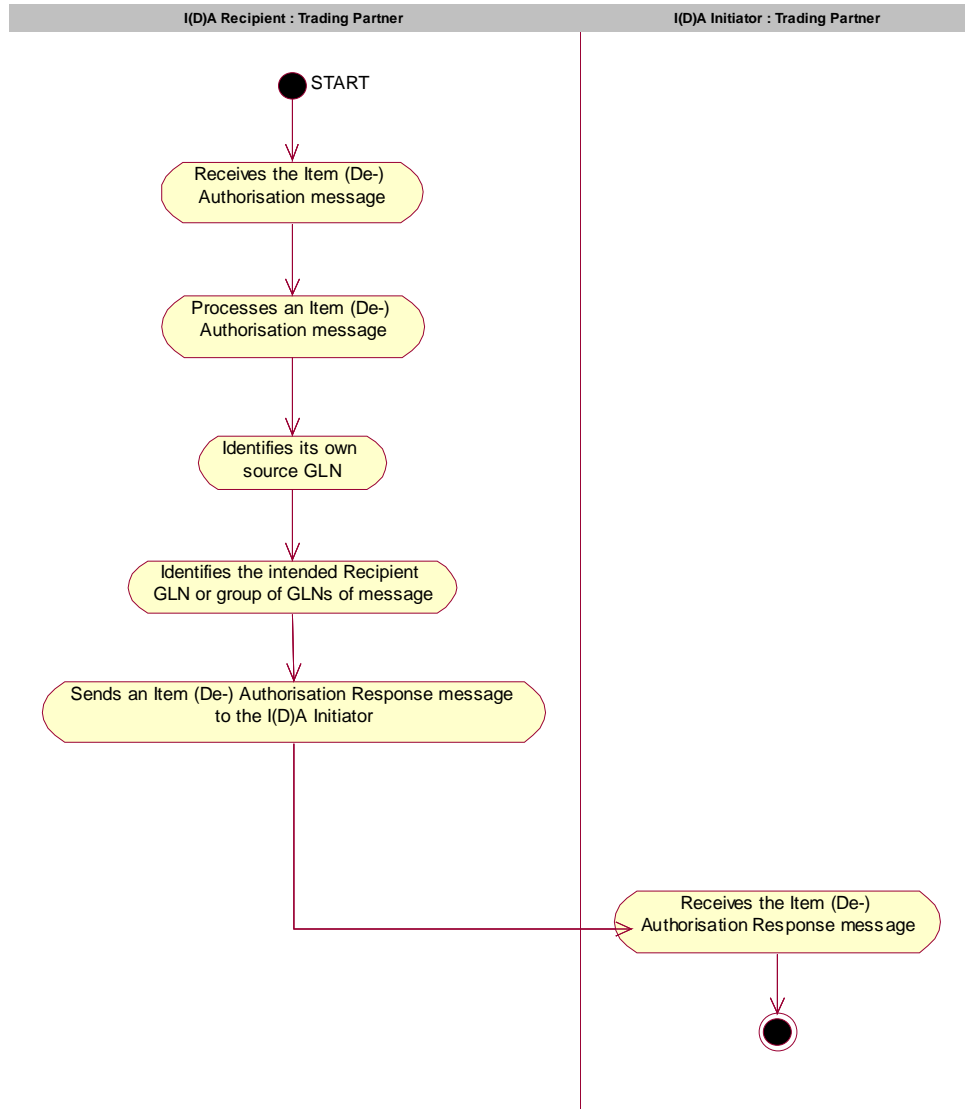 I(D)A Recipient : Trading Partner
I(D)A Initiator : Trading Partner
START
Receives the Item (De-)
Authorisation message
Processes an Item (De-)
Authorisation message
Identifies its own
source GLN
Identifies the intended Recipient
GLN or group of GLNs of message
Sends an Item (De-) Authorisation Response message
to the I(D)A Initiator
Receives the Item (De-)
Authorisation Response message